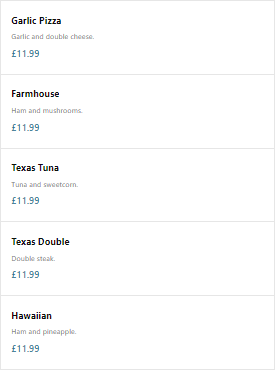 Garlic Pizza
Garlic and double cheese.
£11.99
Farmhouse
Ham and mushrooms.
£11.99
Texas Tuna
Tuna and sweetcorn.
£11.99
Texas Double
Double steak.
£11.99
Hawaiian
Ham and pineapple.
£11.99